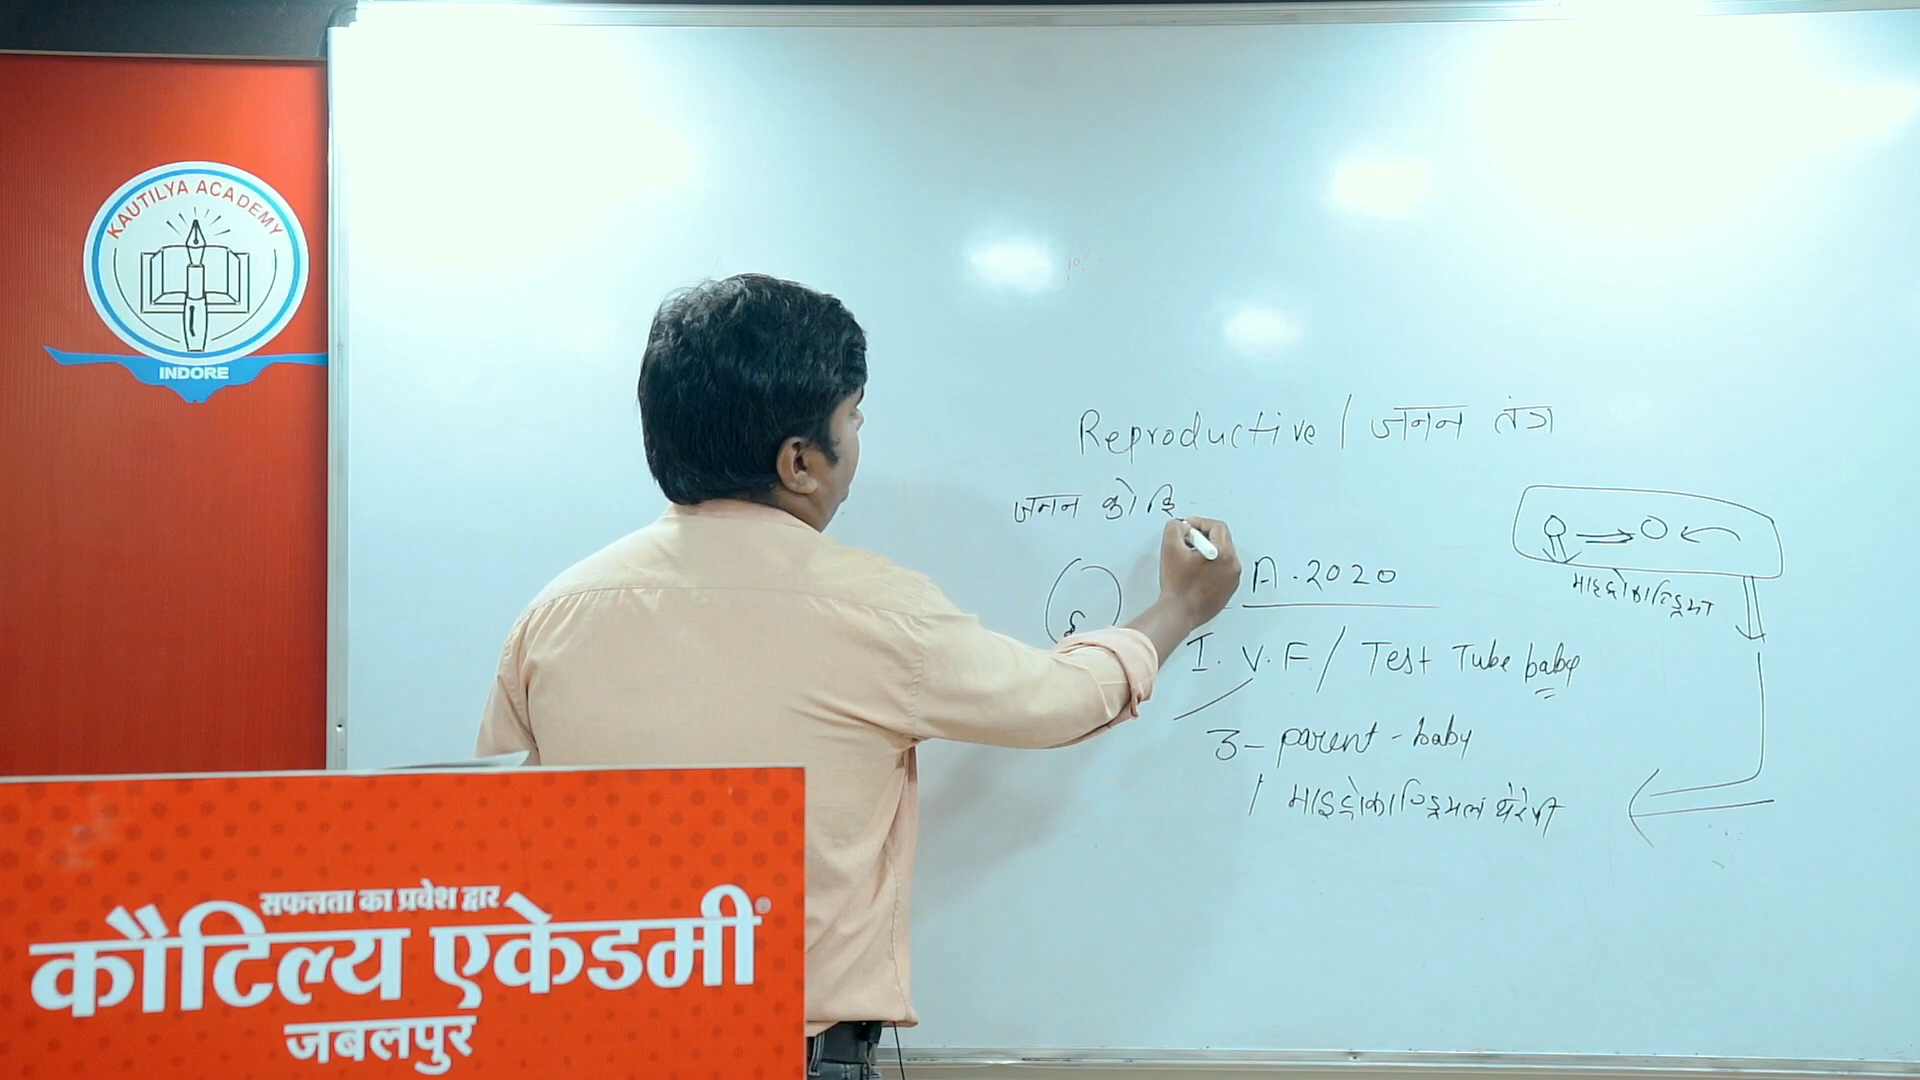 KAUTILYA ACADEMY
INDORE
Reproductive / जनन तंत्र
जनन कोशि
A. 2020
I. V. F. / Test Tube baby
3- parent - baby
/ माइटोकॉन्ड्रियल थेरेपी
माइटोकॉन्ड्रिया
सफलता का प्रवेश द्वार
कौटिल्य एकेडमी
जबलपुर